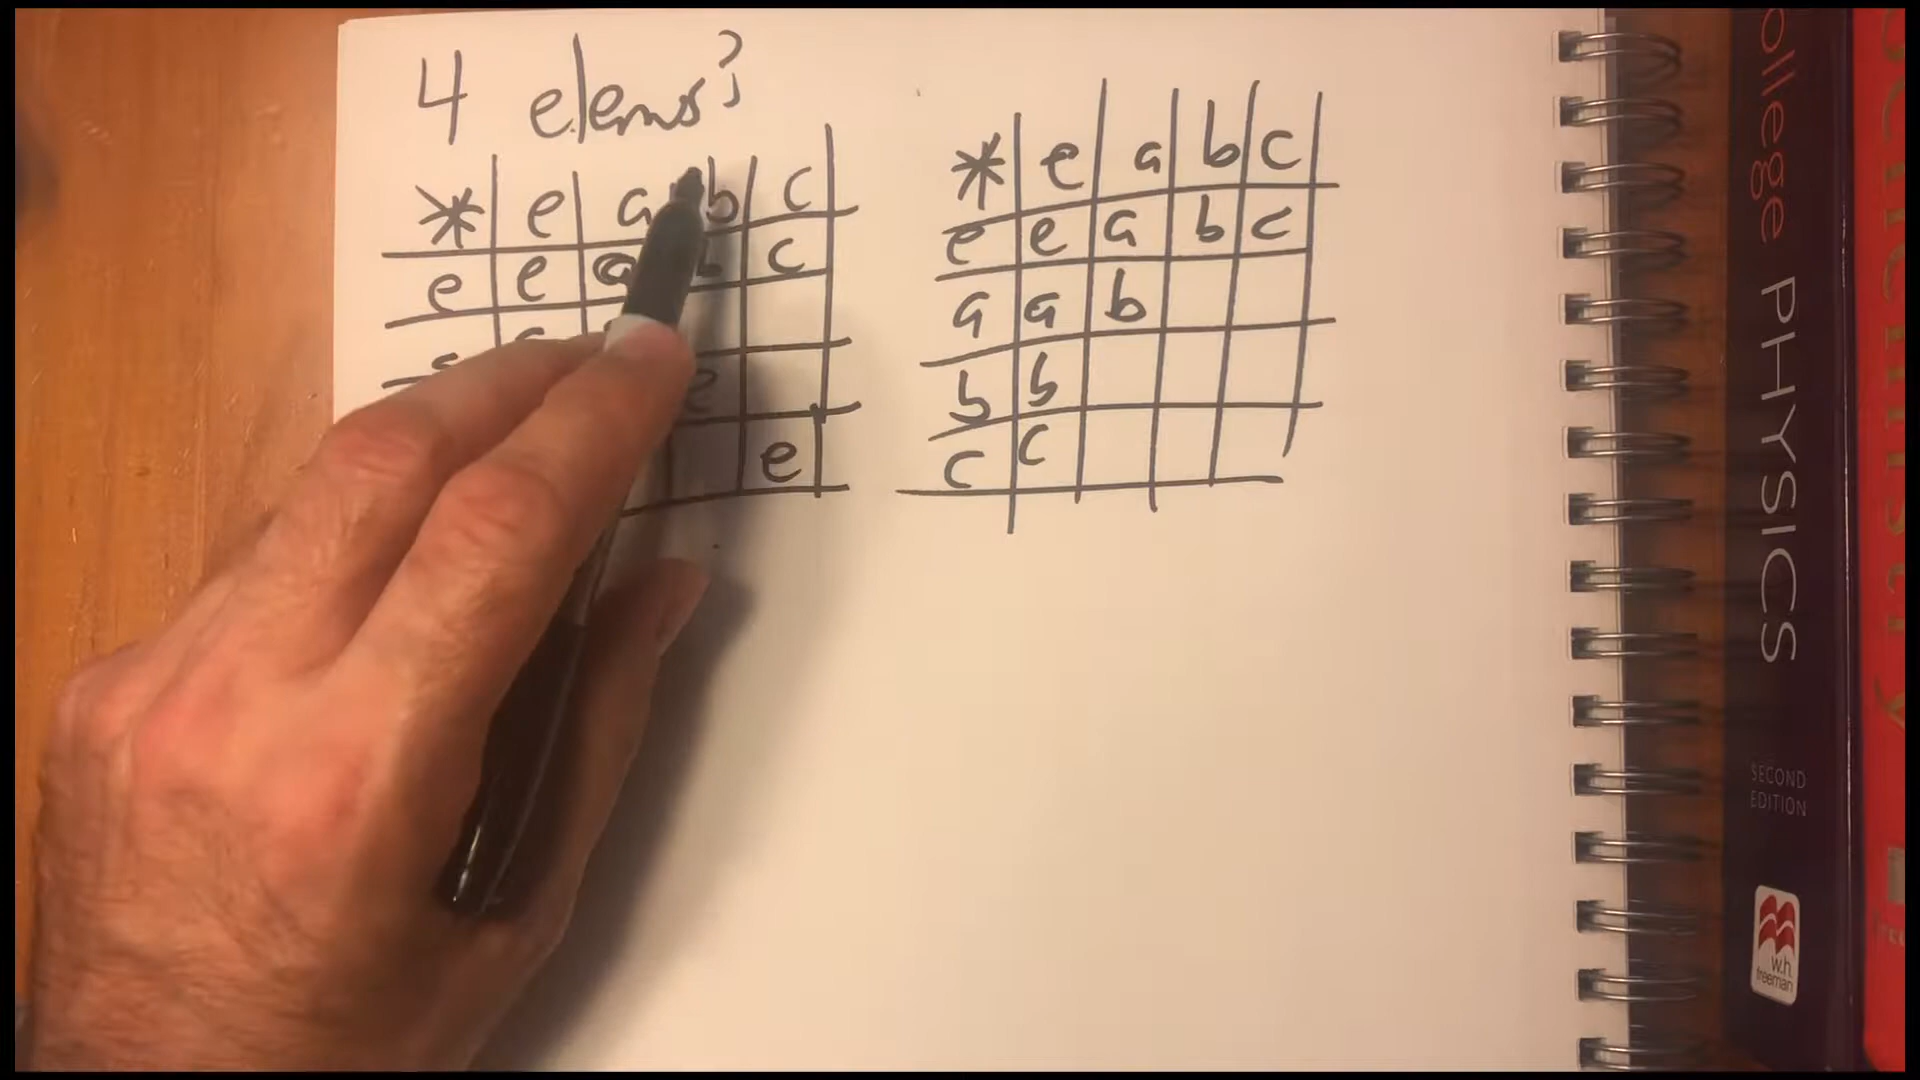 4 elems?
* e a b c
e e a b c
a
e
e
* e a b c
e e a b c
a a b
b b
c c
College PHYSICS
SECOND
EDITION
w.h.
freeman